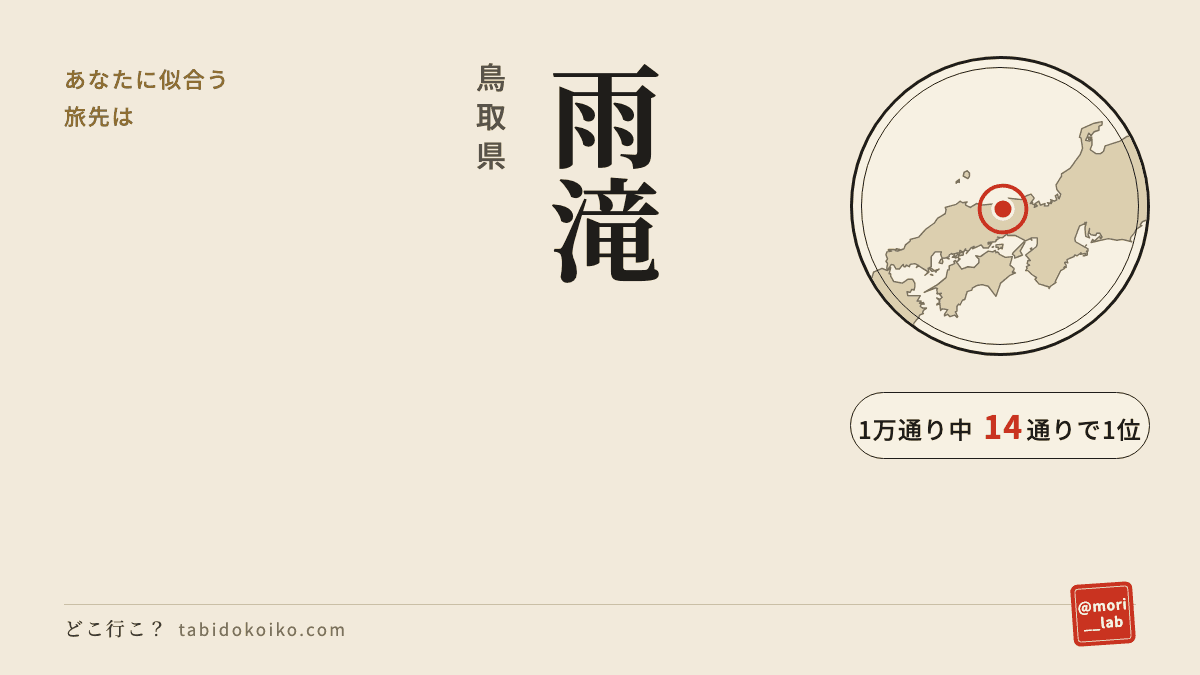 あなたに似合う
旅先は
雨滝
鳥取県
1万通り中 14通りで1位
どこ行こ？ tabidokoiko.com
@mori
__lab